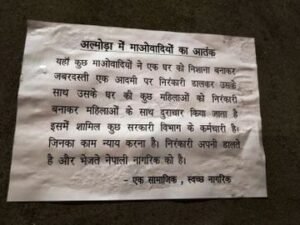 अल्मोड़ा में माओवादियों का आतंक
यहाँ कुछ माओवादियों ने एक घर को निशाना बनाकर
जबरदस्ती एक आदमी पर निरंकारी डालकर उसके
साथ उसके घर की कुछ महिलाओं को निरंकारी
बनाकर महिलाओं के साथ दुराचार किया जाता है
इसमें शामिल कुछ सरकारी विभाग के कर्मचारी है।
जिनका काम न्याय करना है। निरंकारी अपनी डालते
है और भेजते नेपाली नागरिक को है।
- एक सामाजिक , स्वच्छ नागरिक